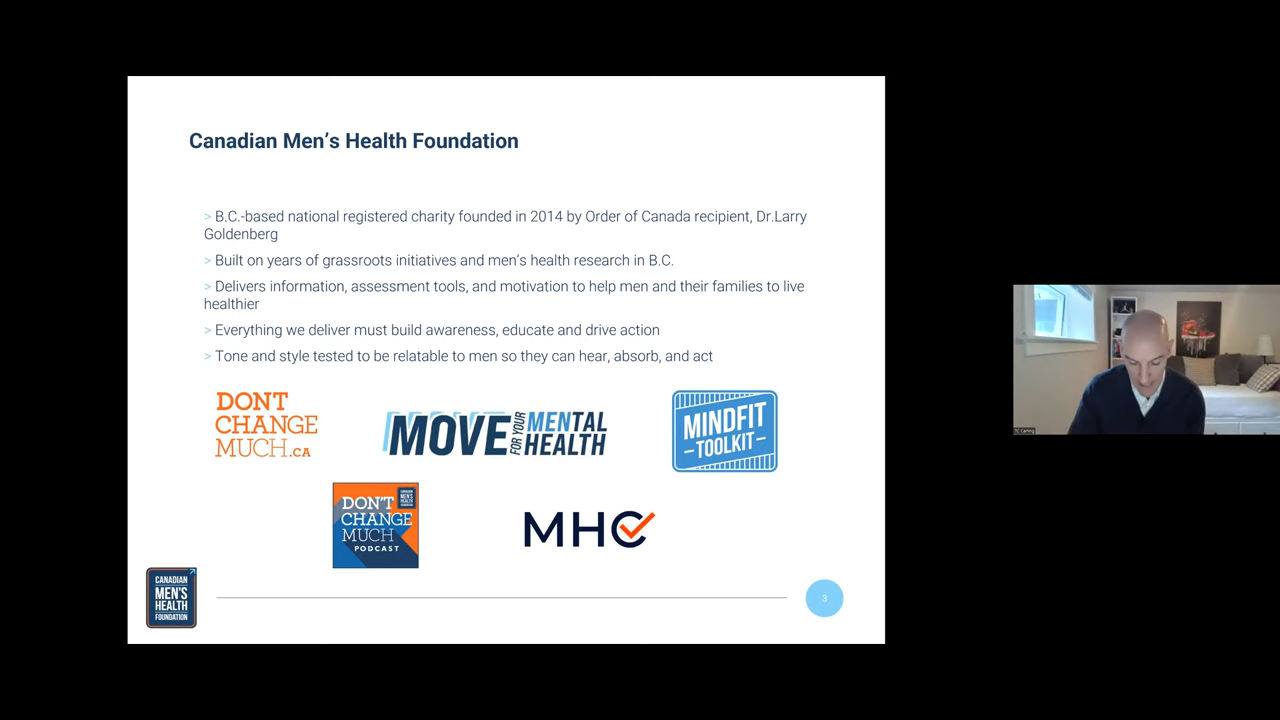 Canadian Men's Health Foundation
> B.C.-based national registered charity founded in 2014 by Order of Canada recipient, Dr.Larry
Goldenberg
> Built on years of grassroots initiatives and men's health research in B.C.
> Delivers information, assessment tools, and motivation to help men and their families to live
healthier
> Everything we deliver must build awareness, educate and drive action
> Tone and style tested to be relatable to men so they can hear, absorb, and act
DONT
CHANGE
MUCH.CA
MOVE FOR YOUR MENTAL
HEALTH
MINDFIT
TOOLKIT
DON'T
CHANGE
MUCH
PODCAST
CANADIAN
MEN'S
HEALTH
FOUNDATION
MHC
CANADIAN
MEN'S
HEALTH
FOUNDATION
3